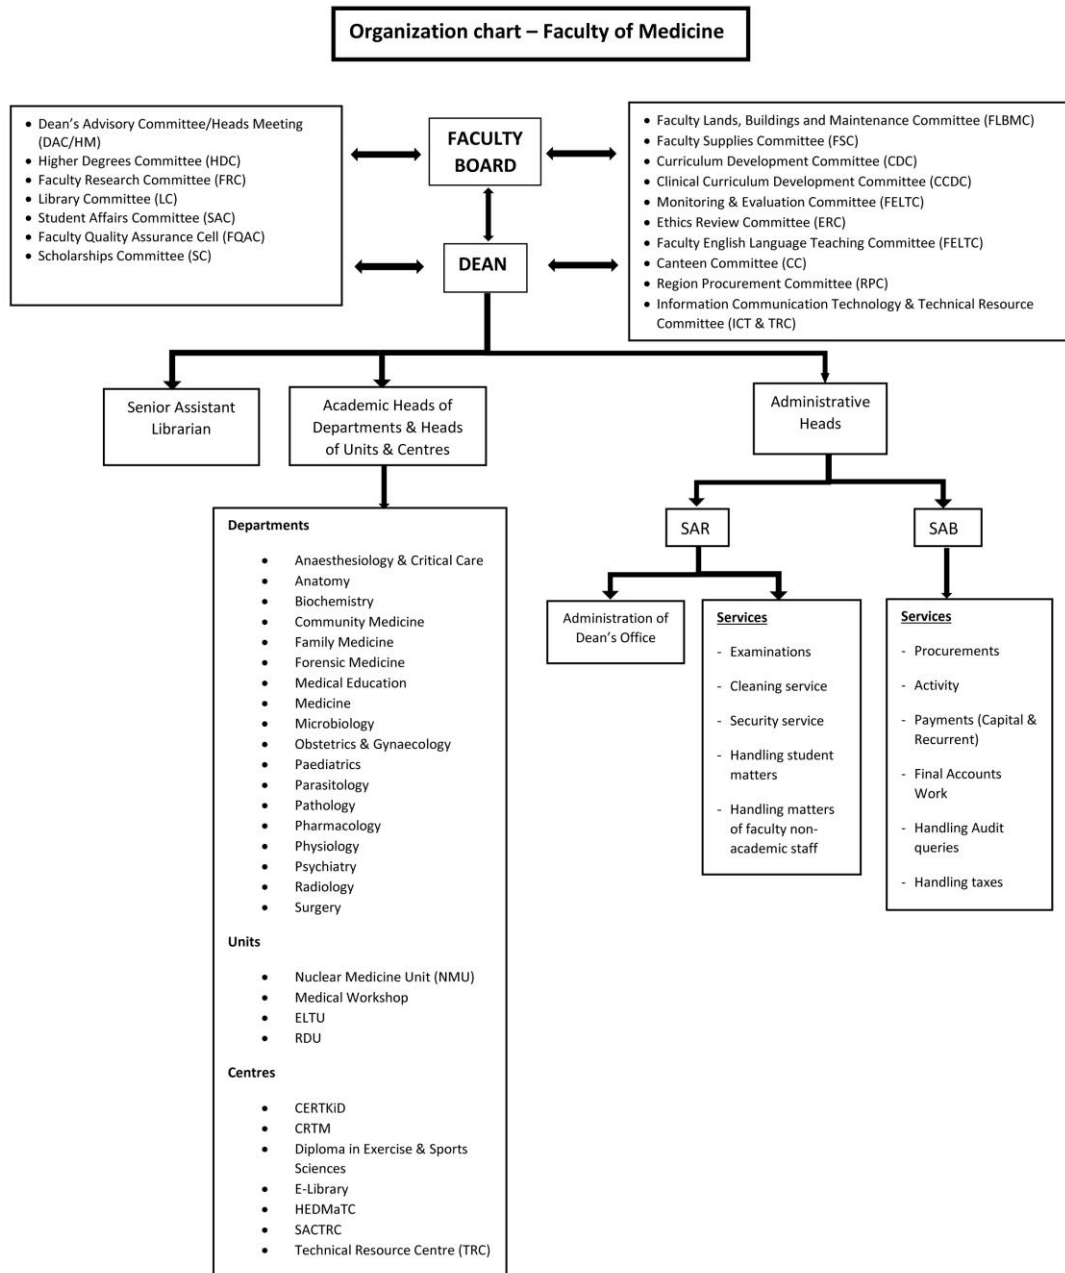 Organization chart – Faculty of Medicine
• Dean's Advisory Committee/Heads Meeting
(DAC/HM)
• Higher Degrees Committee (HDC)
• Faculty Research Committee (FRC)
• Library Committee (LC)
• Student Affairs Committee (SAC)
• Faculty Quality Assurance Cell (FQAC)
• Scholarships Committee (SC)
FACULTY
BOARD
DEAN
• Faculty Lands, Buildings and Maintenance Committee (FLBMC)
• Faculty Supplies Committee (FSC)
• Curriculum Development Committee (CDC)
• Clinical Curriculum Development Committee (CCDC)
• Monitoring & Evaluation Committee (FELTC)
• Ethics Review Committee (ERC)
• Faculty English Language Teaching Committee (FELTC)
• Canteen Committee (CC)
• Region Procurement Committee (RPC)
• Information Communication Technology & Technical Resource
Committee (ICT & TRC)
Senior Assistant
Librarian
Academic Heads of
Departments & Heads
of Units & Centres
Administrative
Heads
Departments
• Anaesthesiology & Critical Care
• Anatomy
• Biochemistry
• Community Medicine
• Family Medicine
• Forensic Medicine
• Medical Education
• Medicine
• Microbiology
• Obstetrics & Gynaecology
• Paediatrics
• Parasitology
• Pathology
• Pharmacology
• Physiology
• Psychiatry
• Radiology
• Surgery
Units
• Nuclear Medicine Unit (NMU)
• Medical Workshop
• ELTU
• RDU
Centres
• CERTKiD
• CRTM
• Diploma in Exercise & Sports
Sciences
• E-Library
• HEDMaTC
• SACTRC
• Technical Resource Centre (TRC)
SAR
SAB
Administration of
Dean's Office
Services
- Examinations
- Cleaning service
- Security service
- Handling student
matters
- Handling matters
of faculty non-
academic staff
Services
- Procurements
- Activity
- Payments (Capital &
Recurrent)
- Final Accounts
Work
- Handling Audit
queries
- Handling taxes